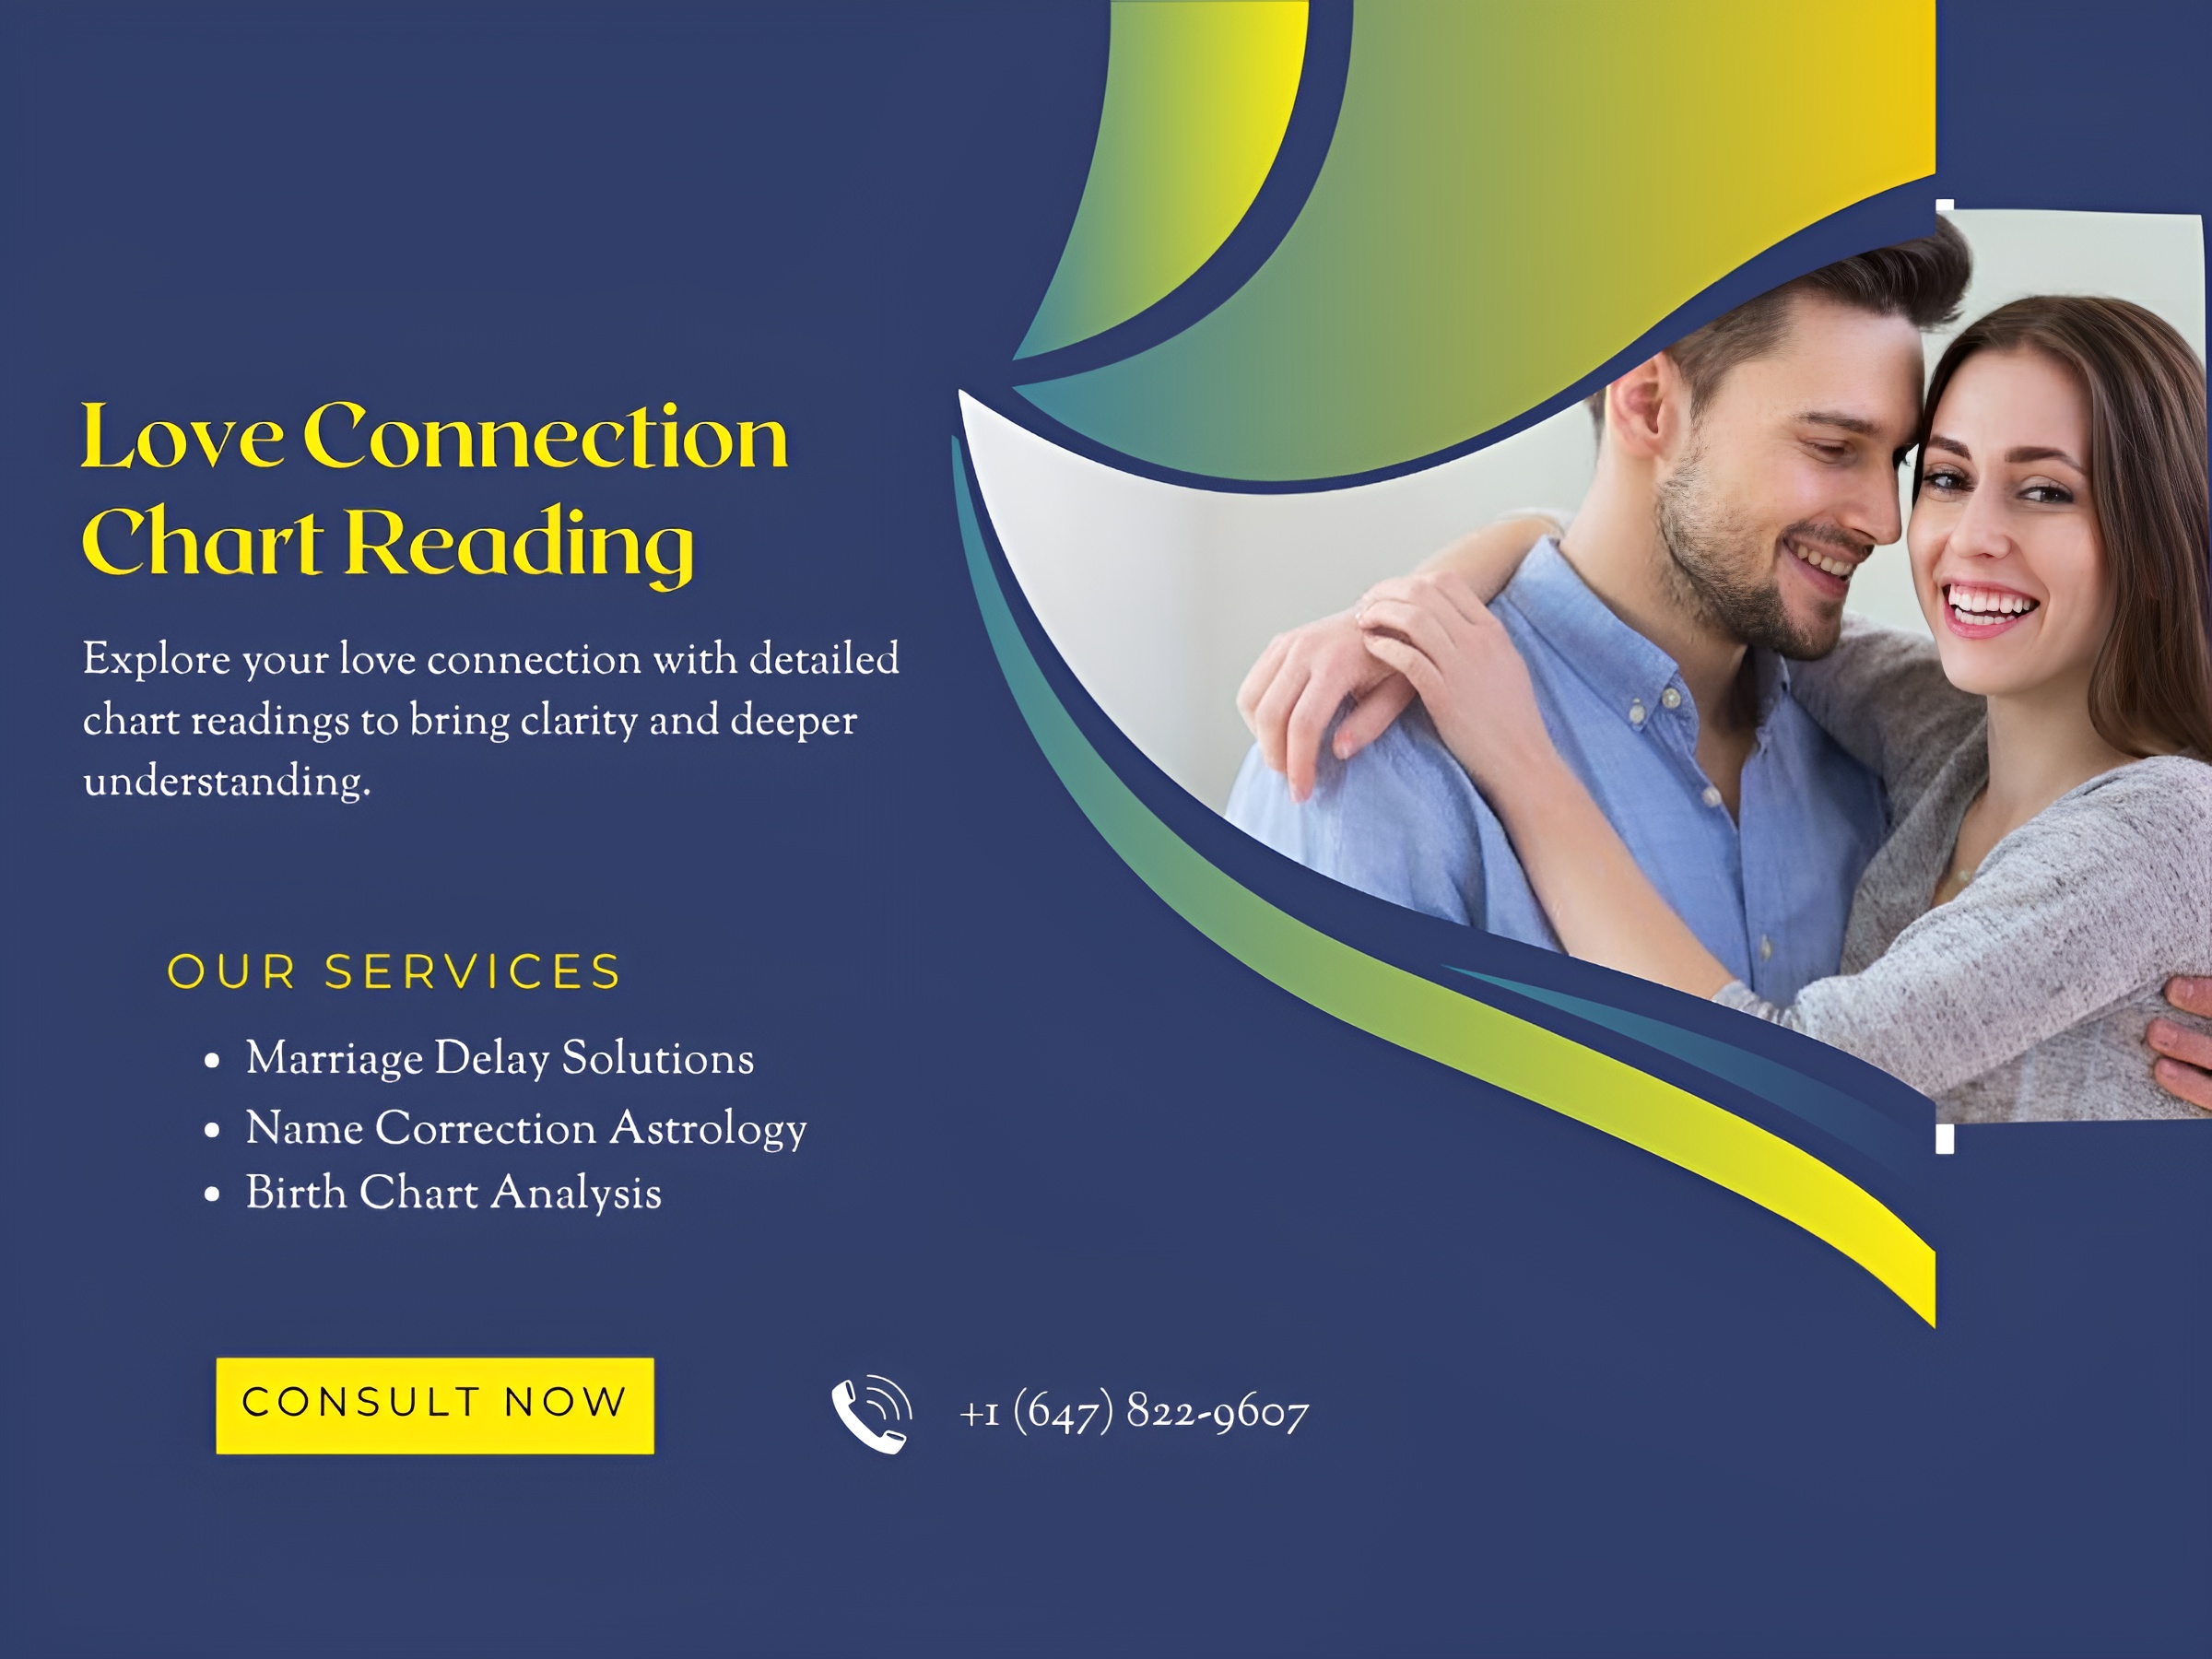 Love Connection
Chart Reading
Explore your love connection with detailed
chart readings to bring clarity and deeper
understanding.
OUR SERVICES
• Marriage Delay Solutions
• Name Correction Astrology
• Birth Chart Analysis
CONSULT NOW
+1 (647) 822-9607